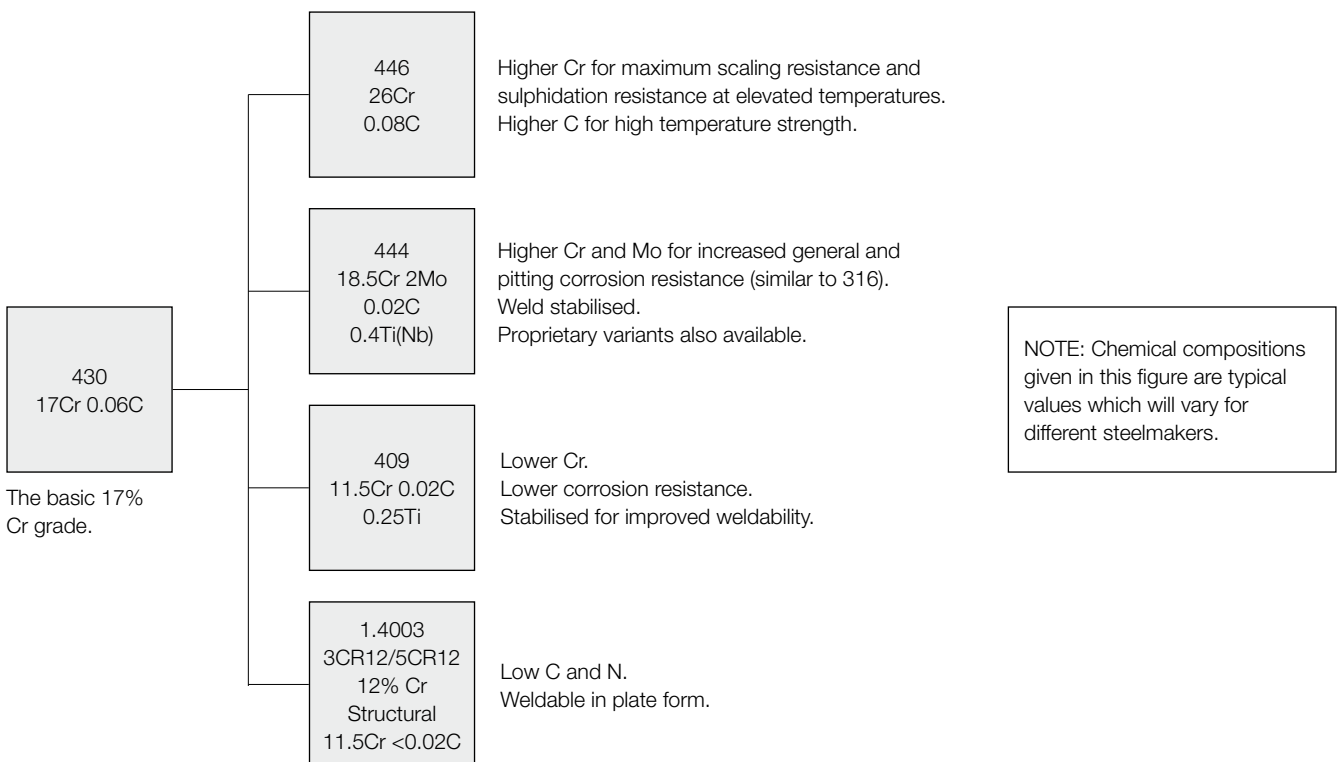 446
26Cr
0.08C
Higher Cr for maximum scaling resistance and
sulphidation resistance at elevated temperatures.
Higher C for high temperature strength.
444
18.5Cr 2Mo
0.02C
0.4Ti(Nb)
Higher Cr and Mo for increased general and
pitting corrosion resistance (similar to 316).
Weld stabilised.
Proprietary variants also available.
430
17Cr 0.06C
The basic 17%
Cr grade.
NOTE: Chemical compositions
given in this figure are typical
values which will vary for
different steelmakers.
409
11.5Cr 0.02C
0.25Ti
Lower Cr.
Lower corrosion resistance.
Stabilised for improved weldability.
1.4003
3CR12/5CR12
12% Cr
Structural
11.5Cr <0.02C
Low C and N.
Weldable in plate form.